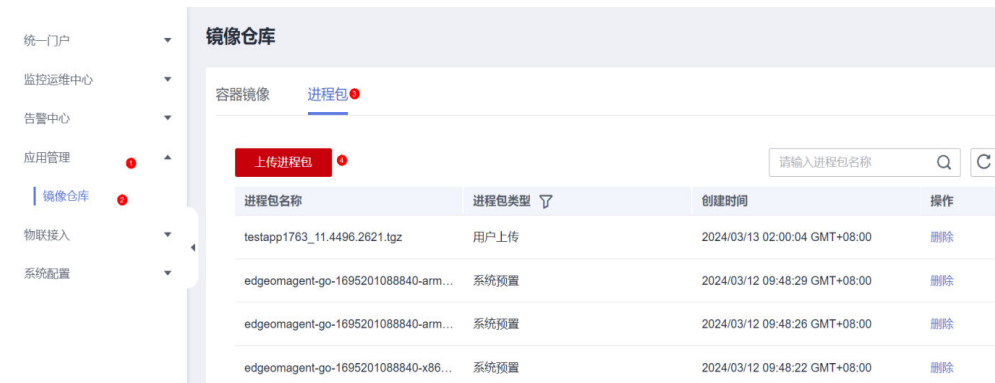 统一门户
监控运维中心
告警中心
应用管理 1
镜像仓库 2
物联接入
系统配置
镜像仓库
容器镜像 进程包 3
上传进程包 4 请输入进程包名称
进程包名称 进程包类型 创建时间 操作
testapp1763_11.4496.2621.tgz 用户上传 2024/03/13 02:00:04 GMT+08:00 删除
edgeomagent-go-1695201088840-arm... 系统预置 2024/03/12 09:48:29 GMT+08:00 删除
edgeomagent-go-1695201088840-arm... 系统预置 2024/03/12 09:48:26 GMT+08:00 删除
edgeomagent-go-1695201088840-x86... 系统预置 2024/03/12 09:48:22 GMT+08:00 删除